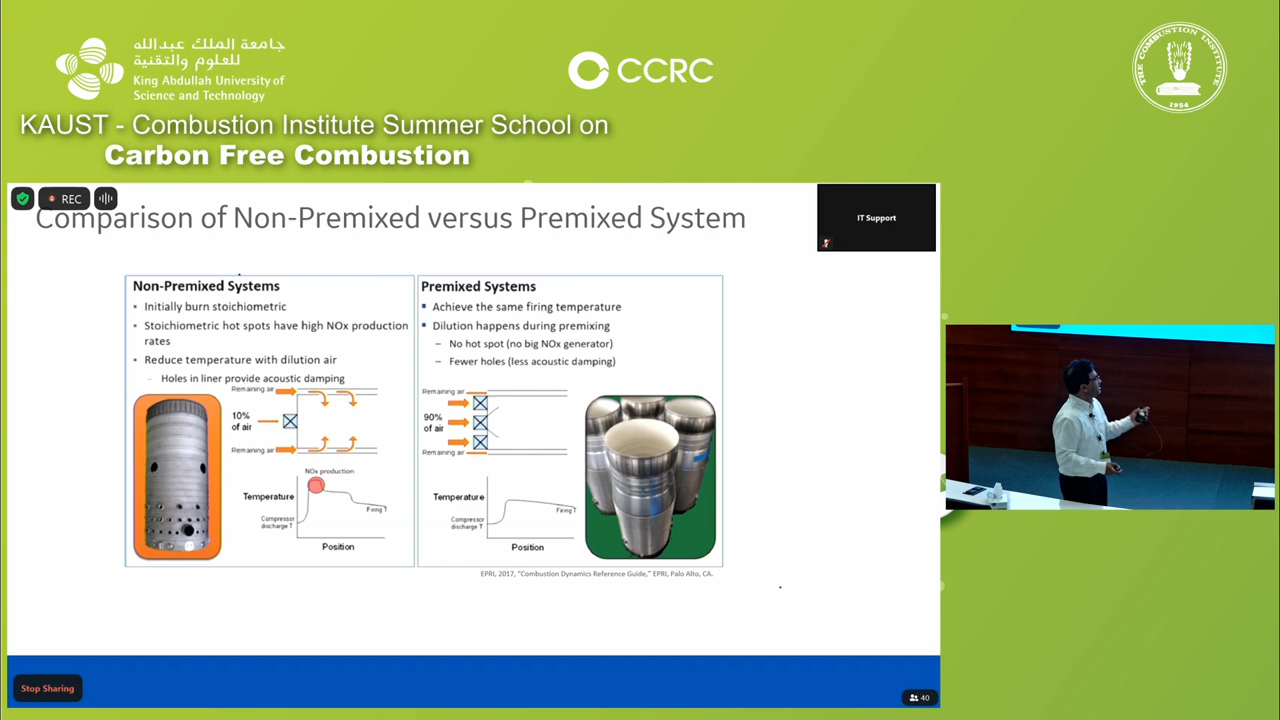 جامعة الملك عبدالله
للعلوم والتقنية
King Abdullah University of
Science and Technology
CCRC
THE COMBUSTION INSTITUTE
1954
KAUST - Combustion Institute Summer School on
Carbon Free Combustion
REC
IT Support
Comparison of Non-Premixed versus Premixed System
Non-Premixed Systems
Initially burn stoichiometric
Stoichiometric hot spots have high NOx production
rates
Reduce temperature with dilution air
Holes in liner provide acoustic damping
Remaining air
10%
of air
Remaining air
NOx production
Temperature
Compressor
discharge T
Firing T
Position
Premixed Systems
Achieve the same firing temperature
Dilution happens during premixing
No hot spot (no big NOx generator)
Fewer holes (less acoustic damping)
Remaining air
90%
of air
Remaining air
Temperature
Compressor
discharge T
Firing T
Position
EPRI, 2017, "Combustion Dynamics Reference Guide," EPRI, Palo Alto, CA.
Stop Sharing
40